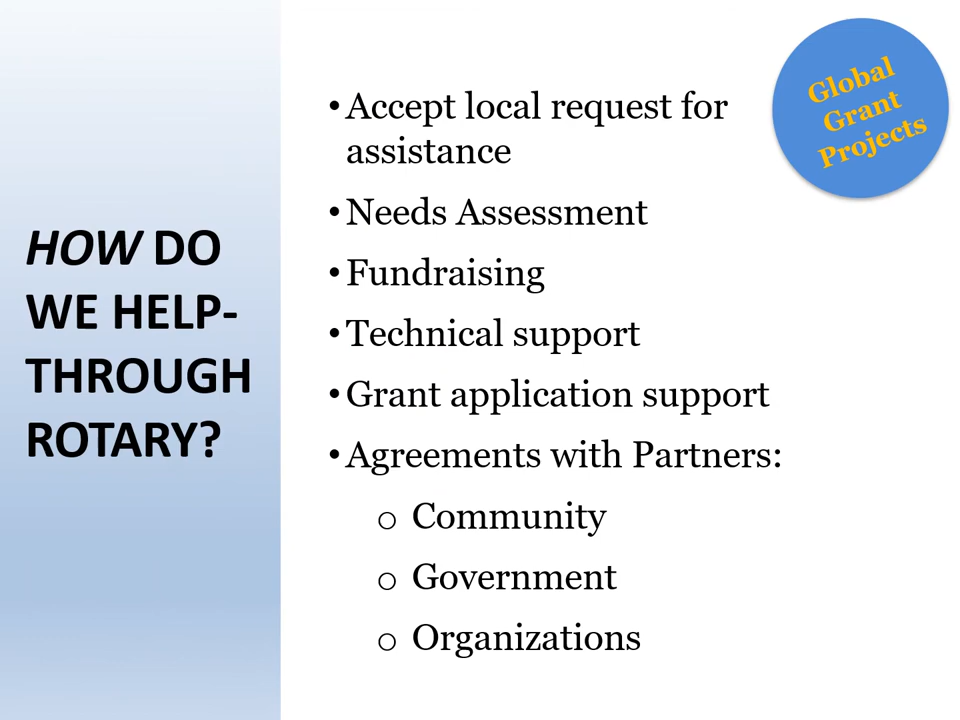 HOW DO
WE HELP-
THROUGH
ROTARY?
Global
Grant
Projects
•Accept local request for
assistance
•Needs Assessment
•Fundraising
•Technical support
•Grant application support
•Agreements with Partners:
o Community
o Government
o Organizations